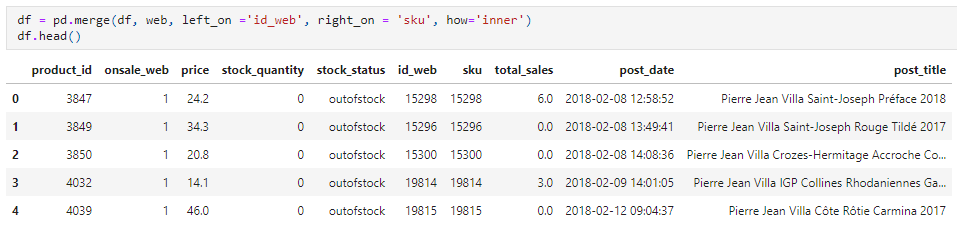 df = pd.merge(df, web, left_on ='id_web', right_on = 'sku', how='inner')
df.head()
product_id onsale_web price stock_quantity stock_status id_web sku total_sales post_date post_title
0 3847 1 24.2 0 outofstock 15298 15298 6.0 2018-02-08 12:58:52 Pierre Jean Villa Saint-Joseph Préface 2018
1 3849 1 34.3 0 outofstock 15296 15296 0.0 2018-02-08 13:49:41 Pierre Jean Villa Saint-Joseph Rouge Tildé 2017
2 3850 1 20.8 0 outofstock 15300 15300 0.0 2018-02-08 14:08:36 Pierre Jean Villa Crozes-Hermitage Accroche Co...
3 4032 1 14.1 0 outofstock 19814 19814 3.0 2018-02-09 14:01:05 Pierre Jean Villa IGP Collines Rhodaniennes Ga...
4 4039 1 46.0 0 outofstock 19815 19815 0.0 2018-02-12 09:04:37 Pierre Jean Villa Côte Rôtie Carmina 2017